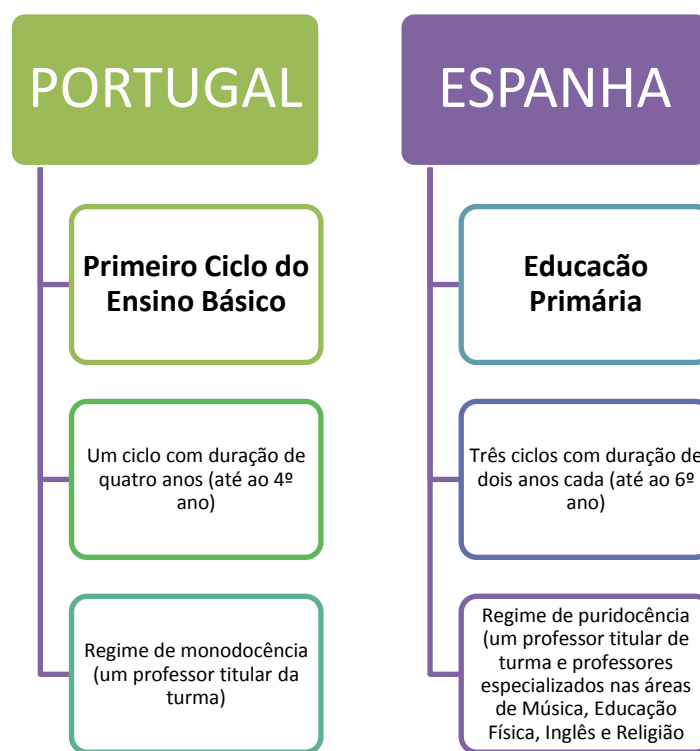 PORTUGAL
Primeiro Ciclo do
Ensino Básico
Um ciclo com duração de
quatro anos (até ao 4º
ano)
Regime de monodocência
(um professor titular da
turma)
ESPANHA
Educacão
Primária
Três ciclos com duração de
dois anos cada (até ao 6º
ano)
Regime de puridocência
(um professor titular de
turma e professores
especializados nas áreas
de Música, Educação
Física, Inglês e Religião